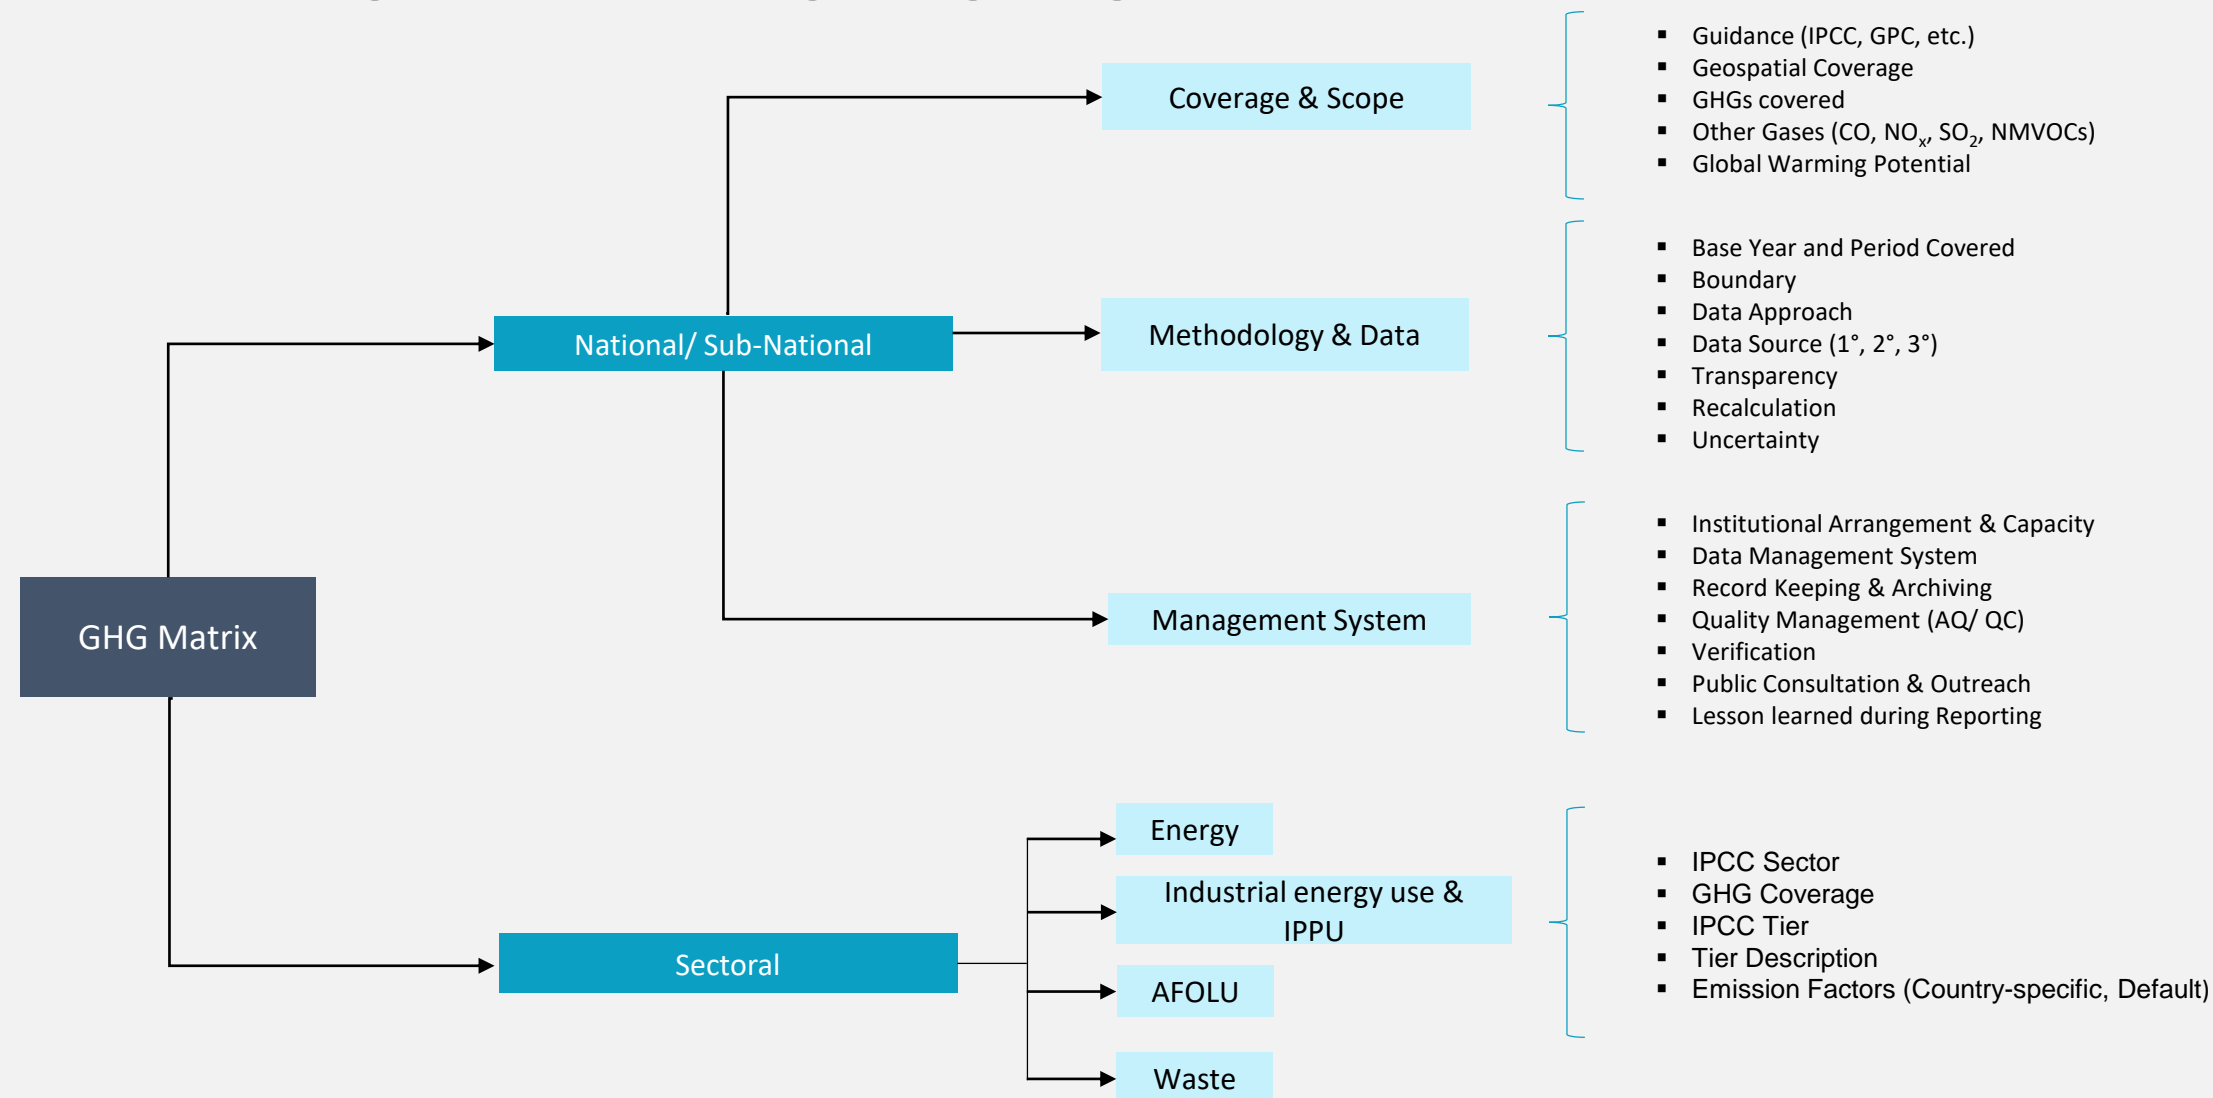 GHG Matrix
National/ Sub-National
Sectoral
Coverage & Scope
▪ Guidance (IPCC, GPC, etc.)
▪ Geospatial Coverage
▪ GHGs covered
▪ Other Gases (CO, NOx, SO2, NMVOCs)
▪ Global Warming Potential
Methodology & Data
▪ Base Year and Period Covered
▪ Boundary
▪ Data Approach
▪ Data Source (1°, 2°, 3°)
▪ Transparency
▪ Recalculation
▪ Uncertainty
Management System
▪ Institutional Arrangement & Capacity
▪ Data Management System
▪ Record Keeping & Archiving
▪ Quality Management (AQ/ QC)
▪ Verification
▪ Public Consultation & Outreach
▪ Lesson learned during Reporting
Energy
Industrial energy use &
IPPU
AFOLU
Waste
▪ IPCC Sector
▪ GHG Coverage
▪ IPCC Tier
▪ Tier Description
▪ Emission Factors (Country-specific, Default)